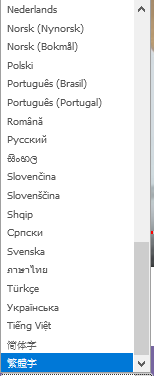 Nederlands
Norsk (Nynorsk)
Norsk (Bokmål)
Polski
Português (Brasil)
Português (Portugal)
Română
Русский
සිංහල
Slovenčina
Slovenščina
Shqip
Српски
Svenska
ภาษาไทย
Türkçe
Українська
Tiếng Việt
简体字
繁體字